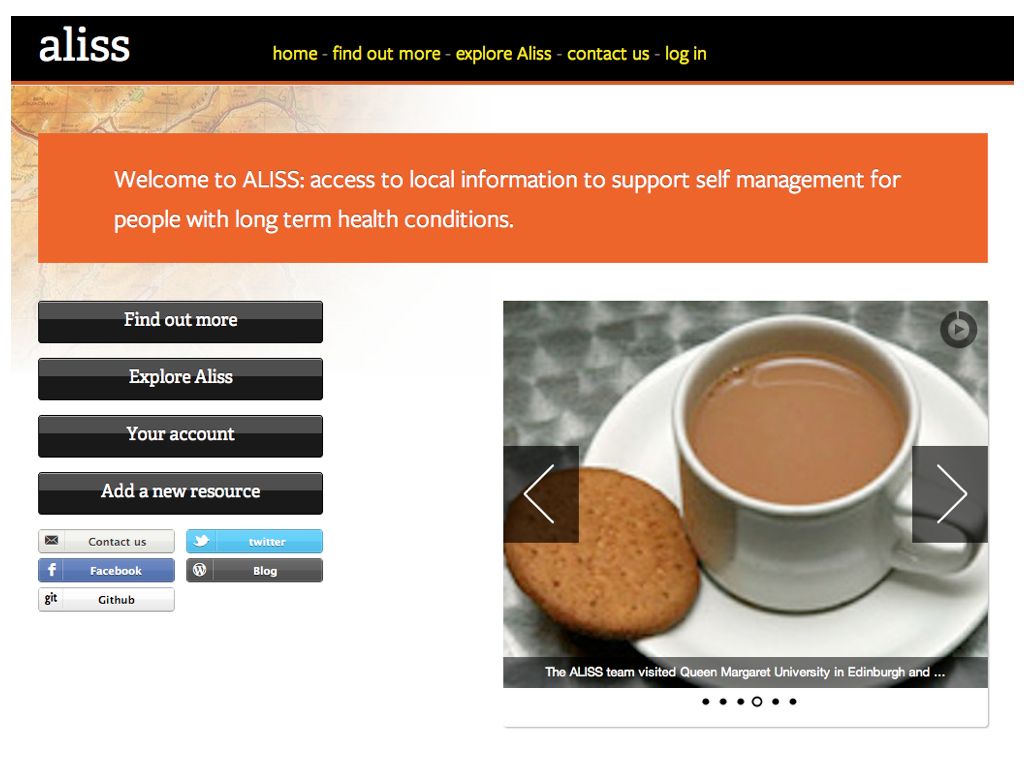 aliss
home - find out more - explore Aliss - contact us - log in
Welcome to ALISS: access to local information to support self management for
people with long term health conditions.
Find out more
Explore Aliss
Your account
Add a new resource
Contact us
twitter
f Facebook
Blog
git Github
The ALISS team visited Queen Margaret University in Edinburgh and ...